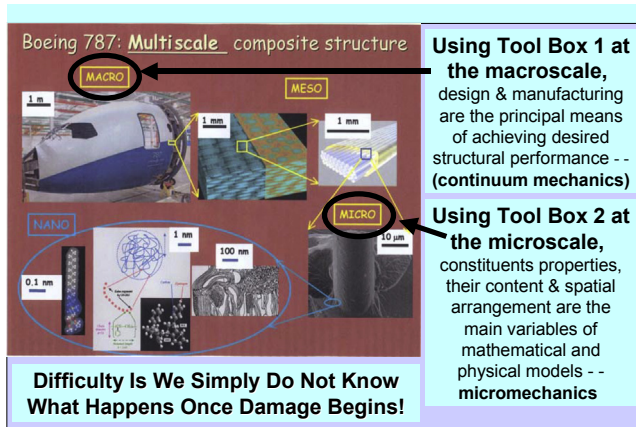 Boeing 787: Multiscale composite structure
MACRO
1 m
MESO
1 mm
1 mm
NANO
MICRO
1 nm
100 nm
10 µm
0,1 nm
Using Tool Box 1 at
the macroscale,
design & manufacturing
are the principal means
of achieving desired
structural performance - -
(continuum mechanics)
Using Tool Box 2 at
the microscale,
constituents properties,
their content & spatial
arrangement are the
main variables of
mathematical and
physical models - -
micromechanics
Difficulty Is We Simply Do Not Know
What Happens Once Damage Begins!